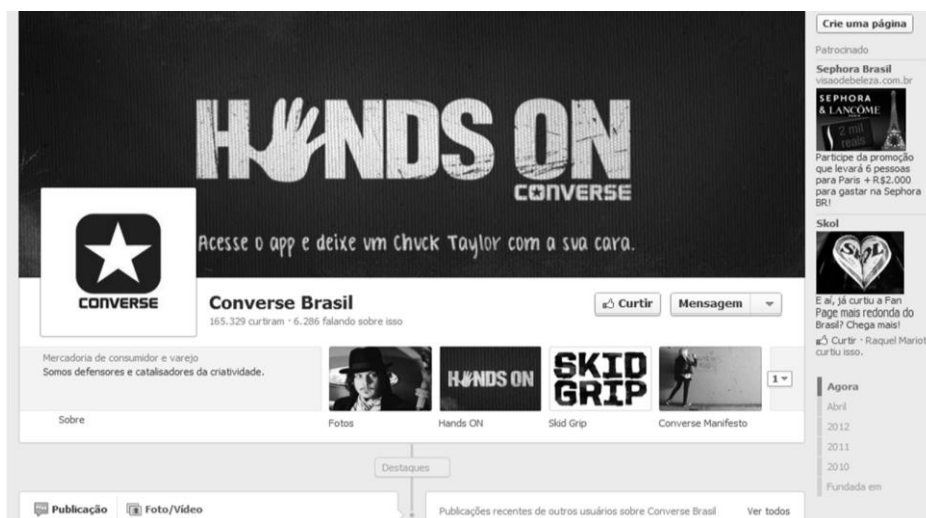 HANDS ON
CONVERSE
Acesse o app e deixe um Chuck Taylor com a sua cara.
CONVERSE
Converse Brasil
165.329 curtiram · 6.286 falando sobre isso
Curtir
Mensagem
Mercadoria de consumidor e varejo
Somos defensores e catalisadores da criatividade.
Sobre
HANDS ON
SKID
GRIP
1
Fotos
Hands ON
Skid Grip
Converse Manifesto
Destaques
Publicação
Foto/Vídeo
Publicações recentes de outros usuários sobre Converse Brasil
Ver todos
Crie uma página
Patrocinado
Sephora Brasil
visaodebeleza.com.br
SEPHORA
& LANCÔME
2 mil
reais
Participe da promoção
que levará 6 pessoas
para Paris + R$2.000
para gastar na Sephora
BR!
Skol
SKOL
E aí, já curtiu a Fan
Page mais redonda do
Brasil? Chega mais!
Curtir · Raquel Mariot
curtiu isso.
Agora
Abril
2012
2011
2010
Fundada em